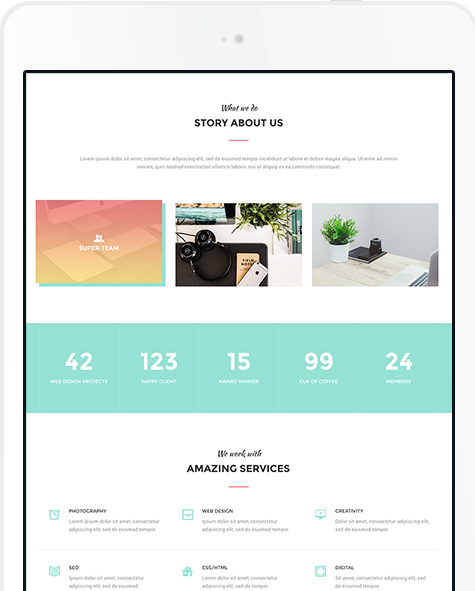 What we do
STORY ABOUT US
Lorem ipsum dolor sit amet, consectetur adipiscing elit, sed do eiusmod tempor incididunt ut labore et dolore magna aliqua. Ut enim ad minim
veniam, quis nostrud exercitation ullamco laboris nisi ut aliquip ex ea commodo consequat.
SUPER TEAM
FIELD NOTES
42 123 15 99 24
WEB DESIGN PROJECTS HAPPY CLIENT AWARD WINNER CUP OF COFFEE MEMBERS
We work with
AMAZING SERVICES
PHOTOGRAPHY
Lorem ipsum dolor sit amet, consectetur
adipiscing elit, sed do eiusmod tempor.
WEB DESIGN
Lorem ipsum dolor sit amet, consectetur
sed do eiusmod tempor.
CREATIVITY
Dolor sit amet, consectetur adipiscing elit,
sed do eiusmod tempor.
SEO
Ipsum dolor sit amet, consectetur
adipiscing elit, sed do eiusmod.
CSS/HTML
Lorem ipsum dolor sit amet, consectetur
sed do eiusmod tempor.
DIGITAL
Sit amet, consectetur adipiscing elit,
sed do eiusmod tempor.